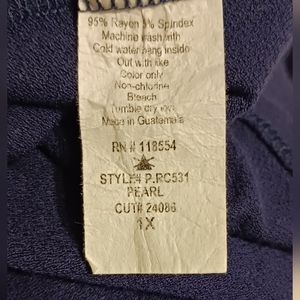 95% Rayon 5% Spindex
Machine wash with
Cold water hang inside
Out with like
Color only
Non-chlorine
Bleach
Tumble dry low
Made in Guatemala
RN # 118554
STYLE# P.RC531
PEARL
CUT# 24086
1X